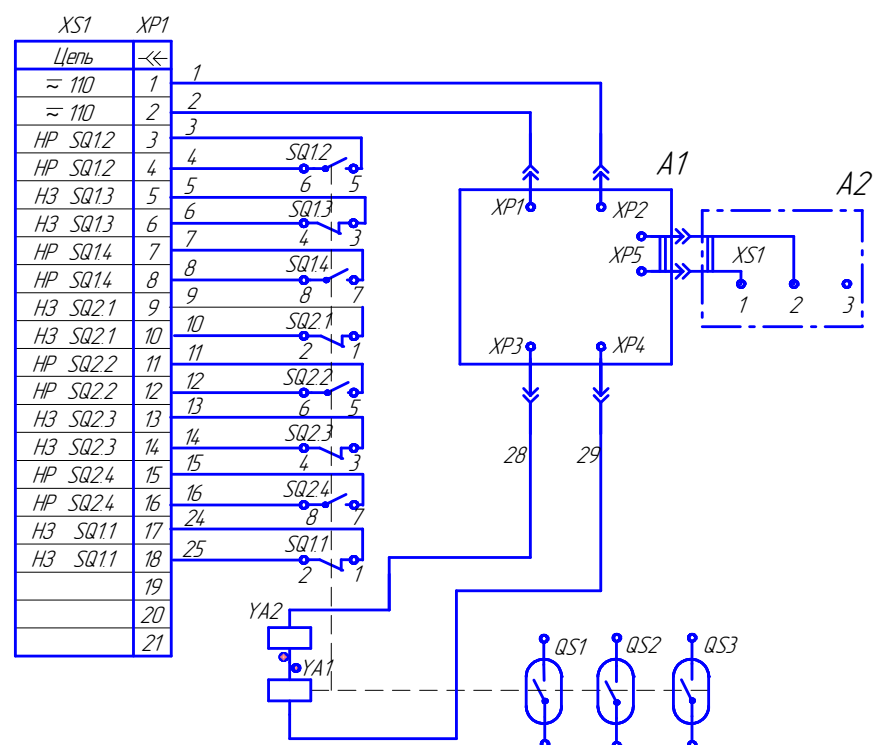 XS1 XP1
Цепь
≂ 110 1 1
≂ 110 2 2
НР SQ1.2 3 3
НР SQ1.2 4 4 SQ1.2 6 5
НЗ SQ1.3 5 5
НЗ SQ1.3 6 6 SQ1.3 4 3
НР SQ1.4 7 7
НР SQ1.4 8 8 SQ1.4 8 7
НЗ SQ2.1 9 9
НЗ SQ2.1 10 10 SQ2.1 2 1
НР SQ2.2 11 11
НР SQ2.2 12 12 SQ2.2 6 5
НЗ SQ2.3 13 13
НЗ SQ2.3 14 14 SQ2.3 4 3
НР SQ2.4 15 15
НР SQ2.4 16 16 SQ2.4 8 7
НЗ SQ1.1 17 24
НЗ SQ1.1 18 25 SQ1.1 2 1
19
20
21
A1
XP1 XP2
XP5
XP3 XP4
A2
XS1
1 2 3
28 29
YA2
YA1
QS1 QS2 QS3